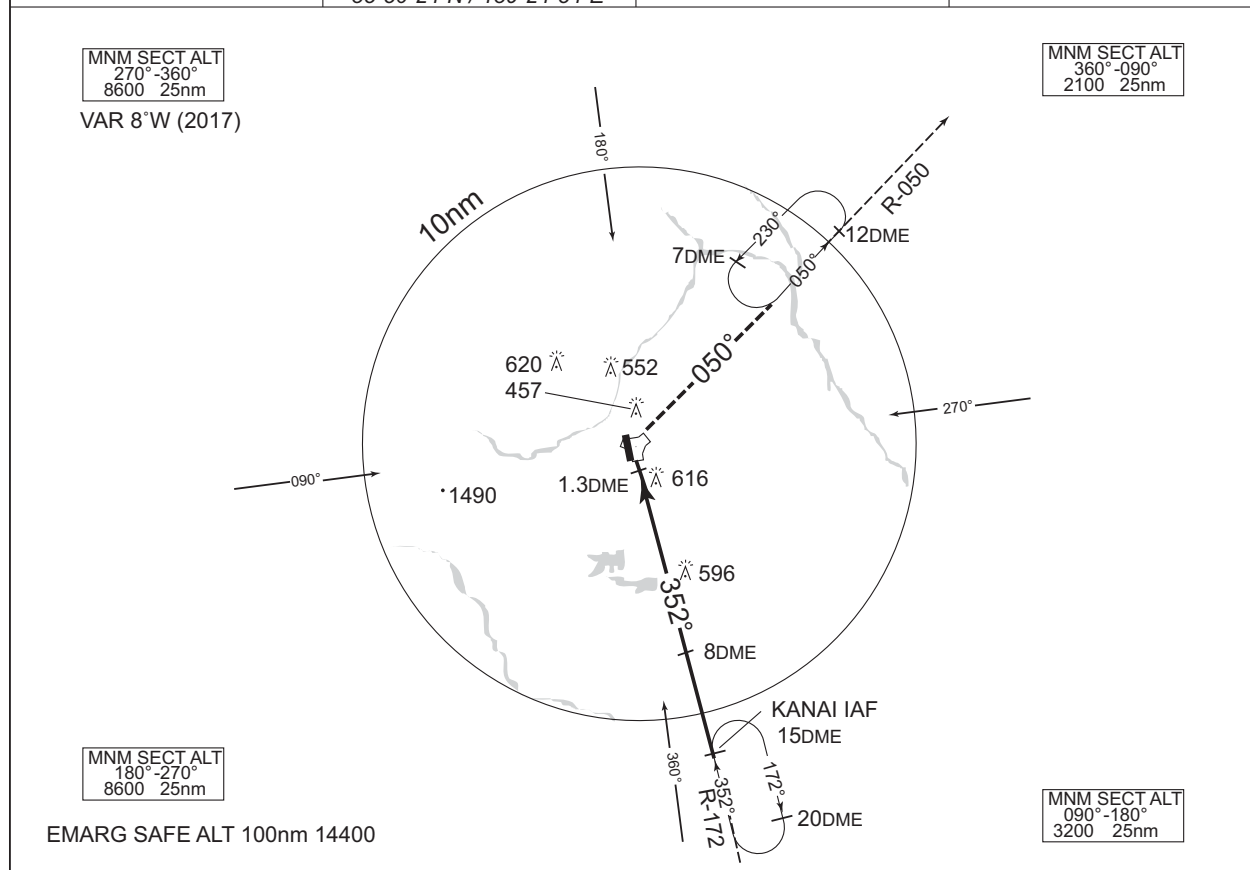 MNM SECT ALT
270°-360°
8600 25nm
VAR 8°W (2017)
MNM SECT ALT
360°-090°
2100 25nm
180°
10nm
R-050
230°
12DME
7DME
050°
050°
620
552
457
270°
090°
1.3DME
616
1490
596
352°
8DME
KANAI IAF
15DME
360°
352°
R-172
172°
20DME
MNM SECT ALT
180°-270°
8600 25nm
EMARG SAFE ALT 100nm 14400
MNM SECT ALT
090°-180°
3200 25nm